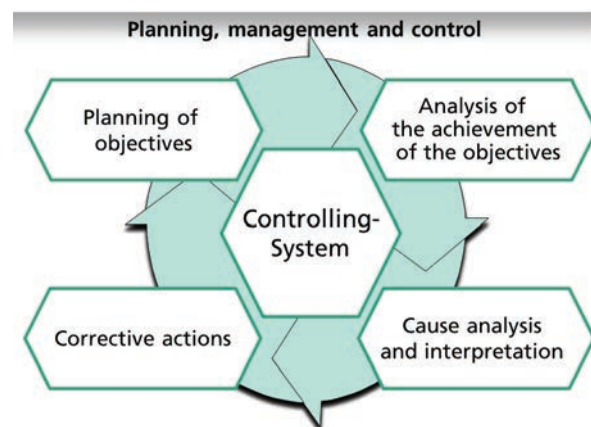 Planning, management and control
Planning of
objectives
Analysis of
the achievement
of the objectives
Controlling-
System
Corrective actions
Cause analysis
and interpretation